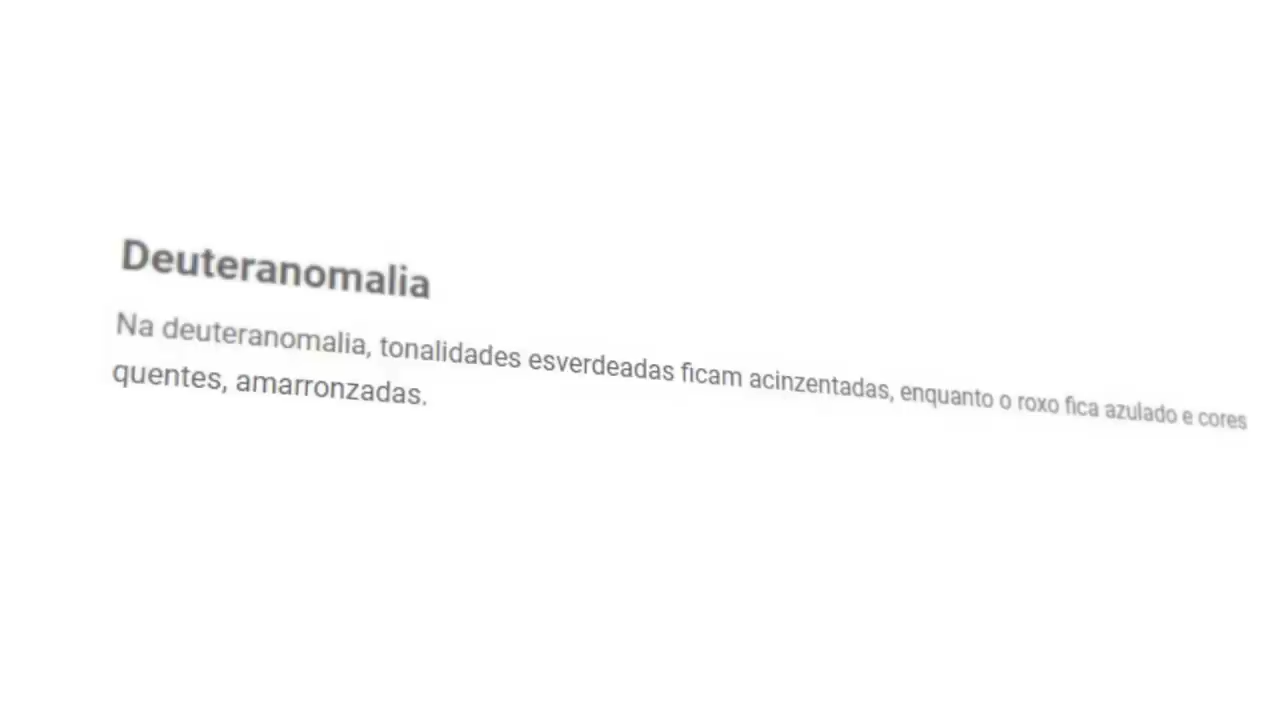 Deuteranomalia
Na deuteranomalia, tonalidades esverdeadas ficam acinzentadas, enquanto o roxo fica azulado e cores
quentes, amarronzadas.